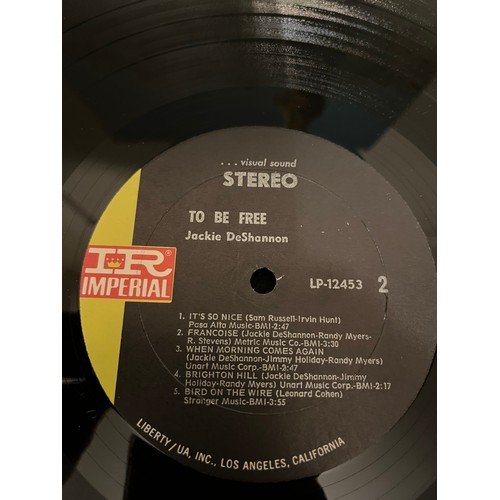 ...visual sound
STEREO
TO BE FREE
Jackie DeShannon
IR®
IMPERIAL
LP-12453 2
1. IT'S SO NICE (Sam Russell-Irvin Hunt)
Pasa Alta Music-BMI-2:47
2. FRANCOISE (Jackie DeShannon-Randy Myers-
R. Stevens) Metric Music Co.-BMI-3:30
3. WHEN MORNING COMES AGAIN
(Jackie DeShannon-Jimmy Holiday-Randy Myers)
Unart Music Corp.-BMI-2:47
4. BRIGHTON HILL (Jackie DeShannon-Jimmy
Holiday-Randy Myers) Unart Music Corp.-BMI-2:17
5. BIRD ON THE WIRE (Leonard Cohen)
Stranger Music-BMI-3:55
LIBERTY/UA, INC., LOS ANGELES, CALIFORNIA